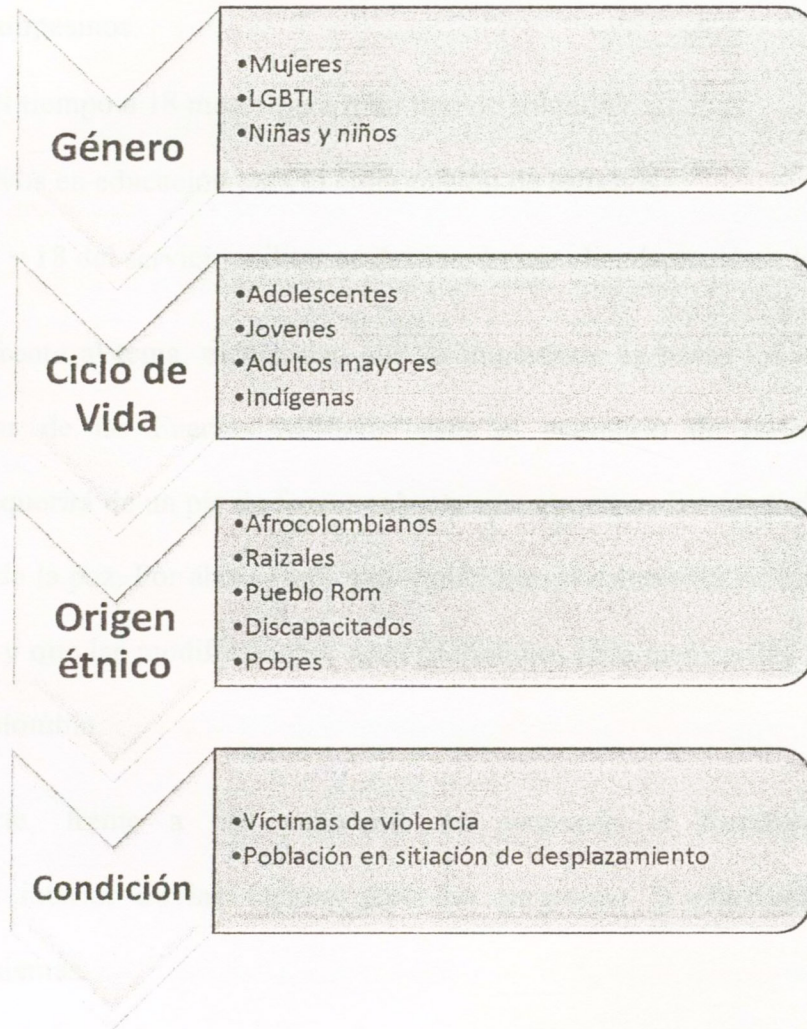 Género
•Mujeres
•LGBTI
•Niñas y niños
Ciclo de
Vida
•Adolescentes
•Jovenes
•Adultos mayores
•Indígenas
Origen
étnico
•Afrocolombianos
•Raizales
•Pueblo Rom
•Discapacitados
•Pobres
Condición
•Víctimas de violencia
•Población en sitiación de desplazamiento